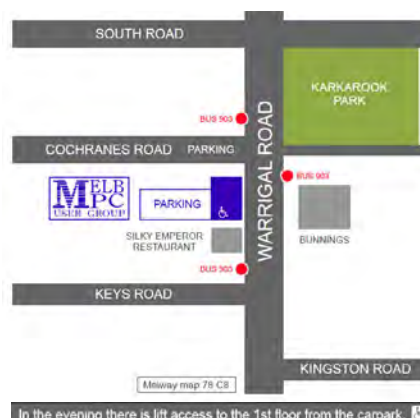 SOUTH ROAD
KARKAROOK
PARK
BUS 903
WARRIGAL ROAD
COCHRANES ROAD
PARKING
BUS 903
MELB
PC
USER GROUP
PARKING
SILKY EMPEROR
RESTAURANT
BUNNINGS
BUS 903
KEYS ROAD
KINGSTON ROAD
Melway map 78 C8
In the evening there is lift access to the 1st floor from the carpark